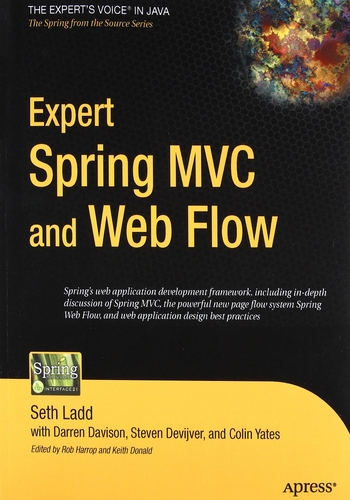 THE EXPERT'S VOICE® IN JAVA
The Spring from the Source Series
Expert
Spring MVC
and Web Flow
Spring's web application development framework, including in-depth
discussion of Spring MVC, the powerful new page flow system Spring
Web Flow, and web application design best practices
Spring
INTERFACE21
Seth Ladd
with Darren Davison, Steven Devijver, and Colin Yates
Edited by Rob Harrop and Keith Donald
Apress®